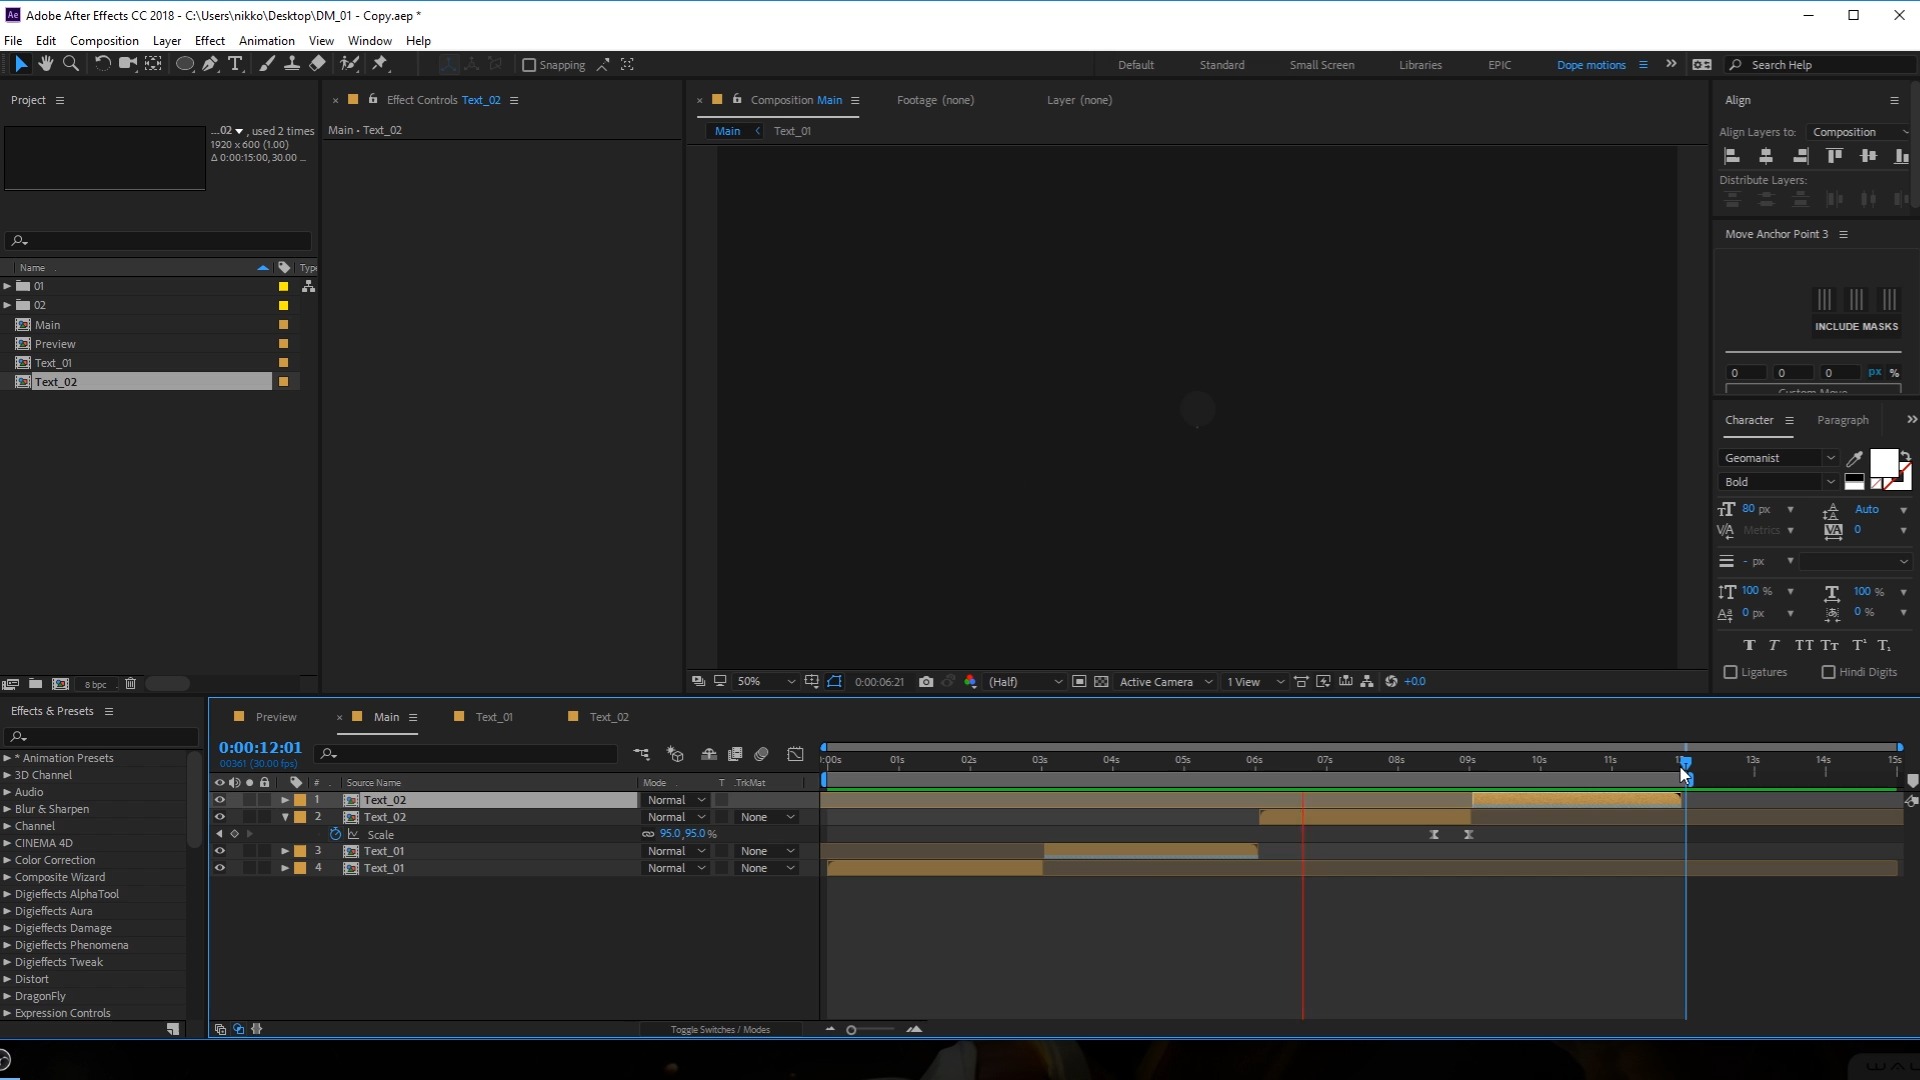 Adobe After Effects CC 2018 - C:\Users\nikko\Desktop\DM_01 - Copy.aep *
File Edit Composition Layer Effect Animation View Window Help
Snapping Default Standard Small Screen Libraries EPIC Dope motions Search Help
Project
...02 , used 2 times
1920 x 600 (1.00)
Δ 0:00:15:00, 30.00 ...
Name Type
01
02
Main
Preview
Text_01
Text_02
8 bpc
Effect Controls Text_02
Main • Text_02
Composition Main Footage (none) Layer (none)
Main Text_01
50% 0:00:06:21 (Half) Active Camera 1 View +0.0
Align
Align Layers to: Composition
Distribute Layers:
Move Anchor Point 3
INCLUDE MASKS
0 0 0 px %
Custom Move
Character Paragraph
Geomanist
Bold
80 px Auto
Metrics 0
- px
100 % 100 %
0 px 0 %
Ligatures Hindi Digits
Effects & Presets
* Animation Presets
3D Channel
Audio
Blur & Sharpen
Channel
CINEMA 4D
Color Correction
Composite Wizard
Digieffects AlphaTool
Digieffects Aura
Digieffects Damage
Digieffects Phenomena
Digieffects Tweak
Distort
DragonFly
Expression Controls
Preview Main Text_01 Text_02
0:00:12:01
00361 (30.00 fps)
:00s 01s 02s 03s 04s 05s 06s 07s 08s 09s 10s 11s 13s 14s 15s
# Source Name Mode T .TrkMat
1 Text_02 Normal
2 Text_02 Normal None
Scale 95.0,95.0 %
3 Text_01 Normal None
4 Text_01 Normal None
Toggle Switches / Modes